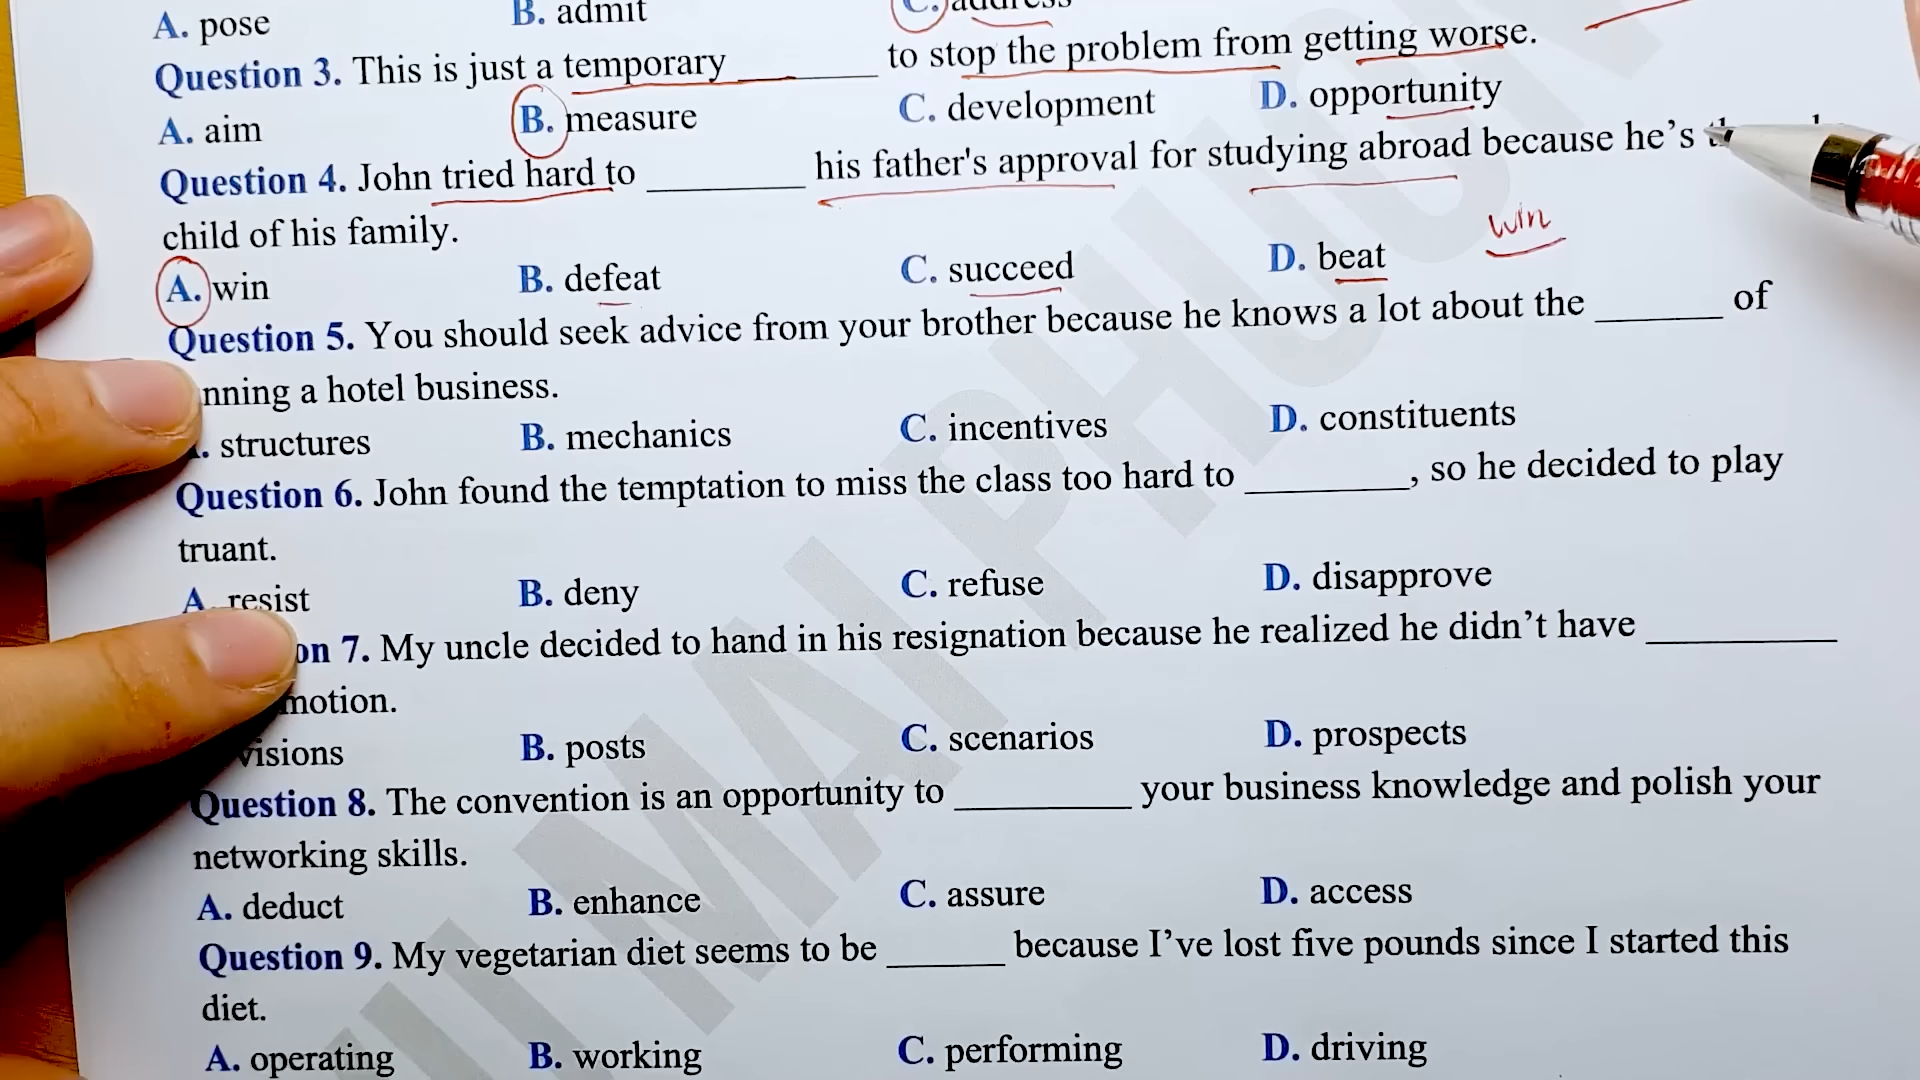 A. pose B. admit C. address
Question 3. This is just a temporary ________ to stop the problem from getting worse.
A. aim B. measure C. development D. opportunity
Question 4. John tried hard to ________ his father's approval for studying abroad because he's
child of his family.
win
A. win B. defeat C. succeed D. beat
Question 5. You should seek advice from your brother because he knows a lot about the ______ of
nning a hotel business.
. structures B. mechanics C. incentives D. constituents
Question 6. John found the temptation to miss the class too hard to ________, so he decided to play
truant.
A. resist B. deny C. refuse D. disapprove
on 7. My uncle decided to hand in his resignation because he realized he didn't have __________
motion.
visions B. posts C. scenarios D. prospects
Question 8. The convention is an opportunity to _________ your business knowledge and polish your
networking skills.
A. deduct B. enhance C. assure D. access
Question 9. My vegetarian diet seems to be ______ because I've lost five pounds since I started this
diet.
A. operating B. working C. performing D. driving
MAI PHUON